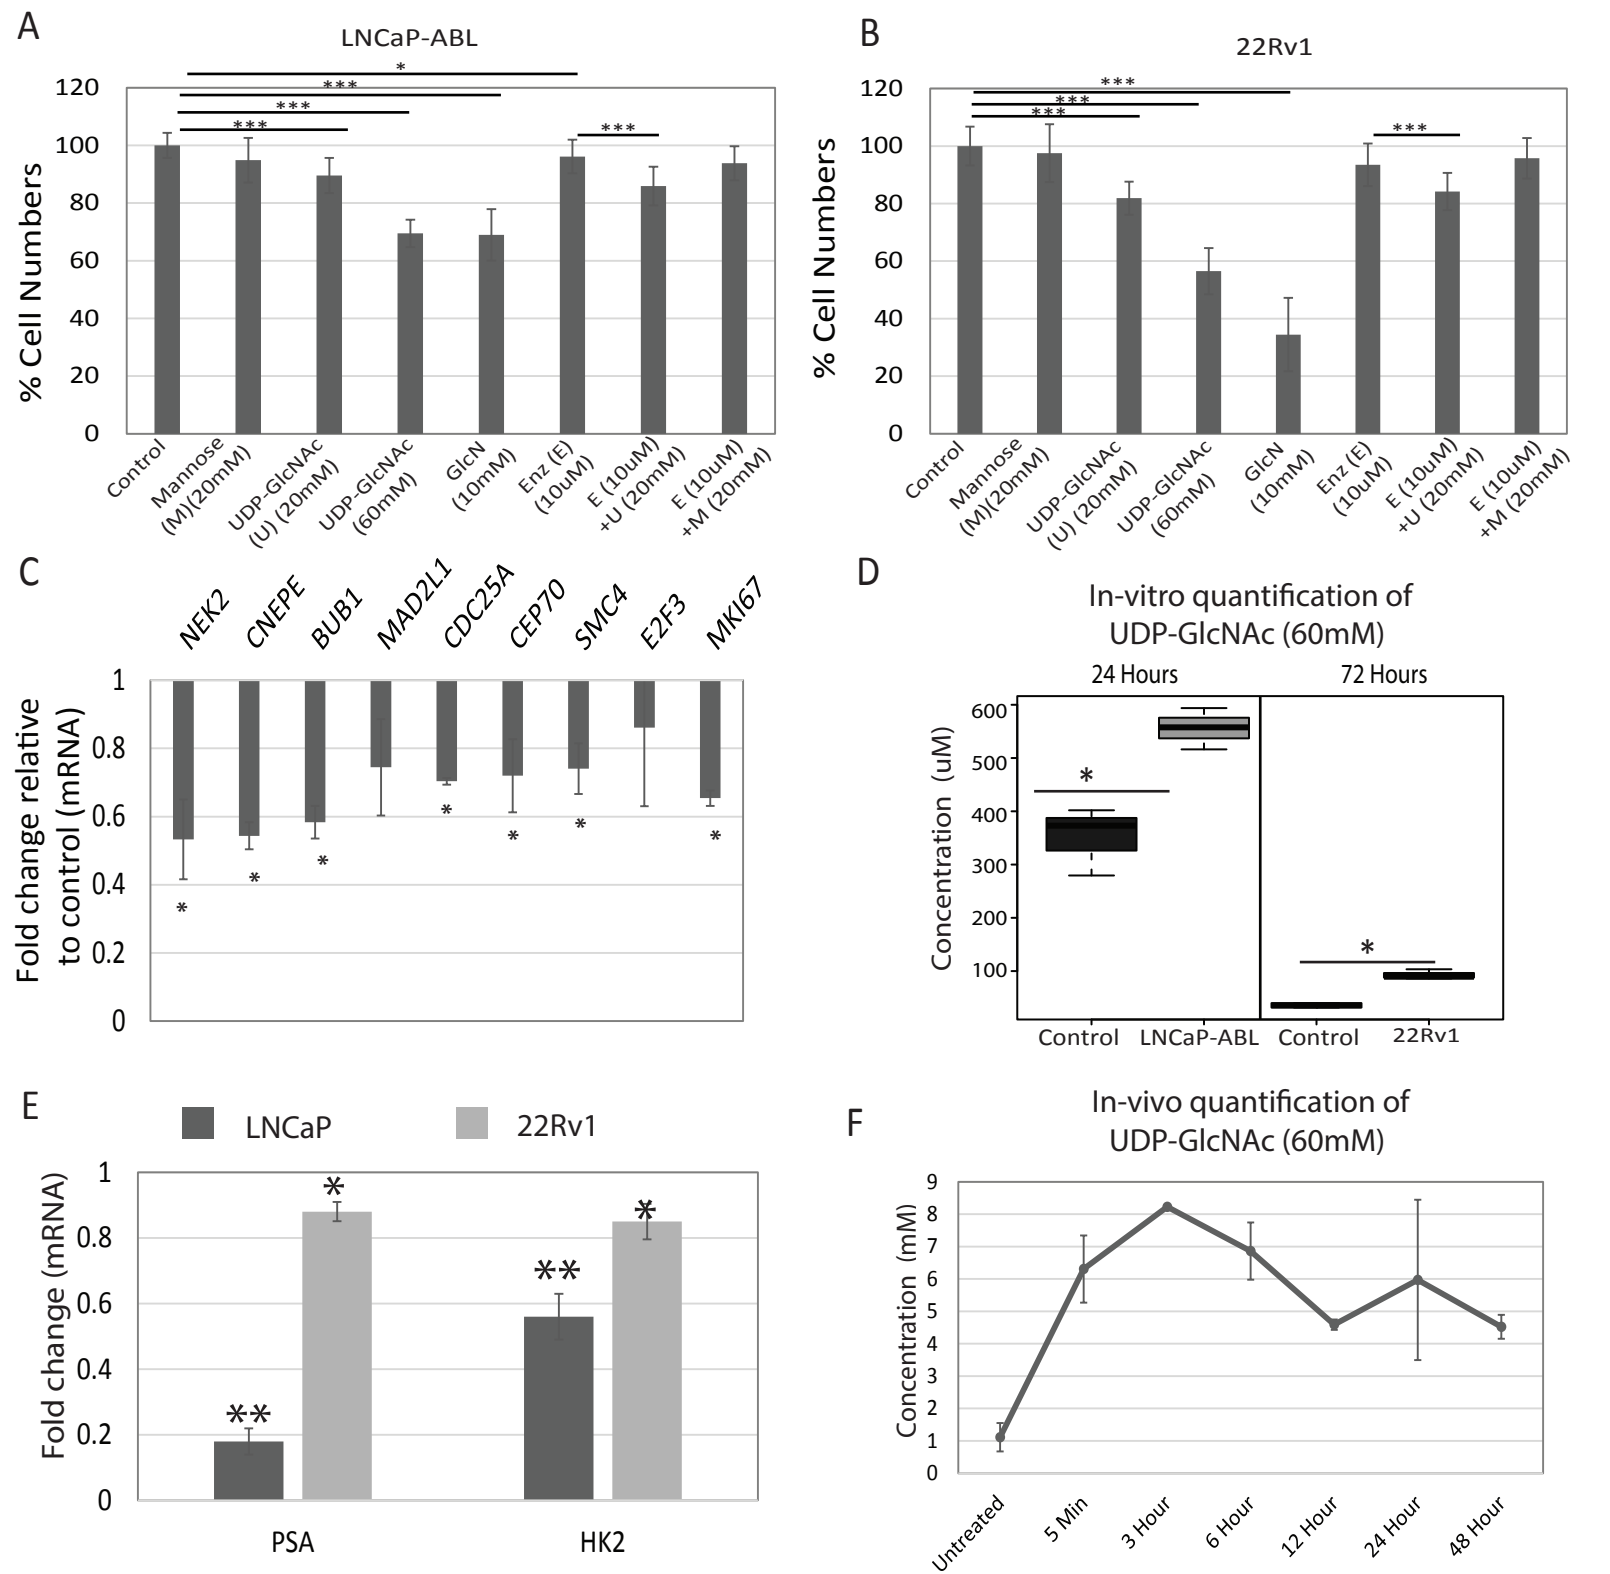 A
LNCaP-ABL
% Cell Numbers
120
100
80
60
40
20
0
*
***
***
***
***
Control
Mannose
(M)(20mM)
UDP-GlcNAc
(U) (20mM)
UDP-GlcNAc
(60mM)
GlcN
(10mM)
Enz (E)
(10uM)
E (10uM)
+U (20mM)
E (10uM)
+M (20mM)
B
22Rv1
% Cell Numbers
120
100
80
60
40
20
0
***
***
***
***
Control
Mannose
(M)(20mM)
UDP-GlcNAc
(U) (20mM)
UDP-GlcNAc
(60mM)
GlcN
(10mM)
Enz (E)
(10uM)
E (10uM)
+U (20mM)
E (10uM)
+M (20mM)
C
NEK2
CNEPE
BUB1
MAD2L1
CDC25A
CEP70
SMC4
E2F3
MKI67
Fold change relative
to control (mRNA)
1
0.8
0.6
0.4
0.2
0
*
*
*
*
*
*
*
D
In-vitro quantification of
UDP-GlcNAc (60mM)
24 Hours
72 Hours
Concentration (uM)
600
500
400
300
200
100
*
*
Control
LNCaP-ABL
Control
22Rv1
E
LNCaP
22Rv1
Fold change (mRNA)
1
0.8
0.6
0.4
0.2
0
**
*
**
*
PSA
HK2
F
In-vivo quantification of
UDP-GlcNAc (60mM)
Concentration (mM)
9
8
7
6
5
4
3
2
1
0
Untreated
5 Min
3 Hour
6 Hour
12 Hour
24 Hour
48 Hour